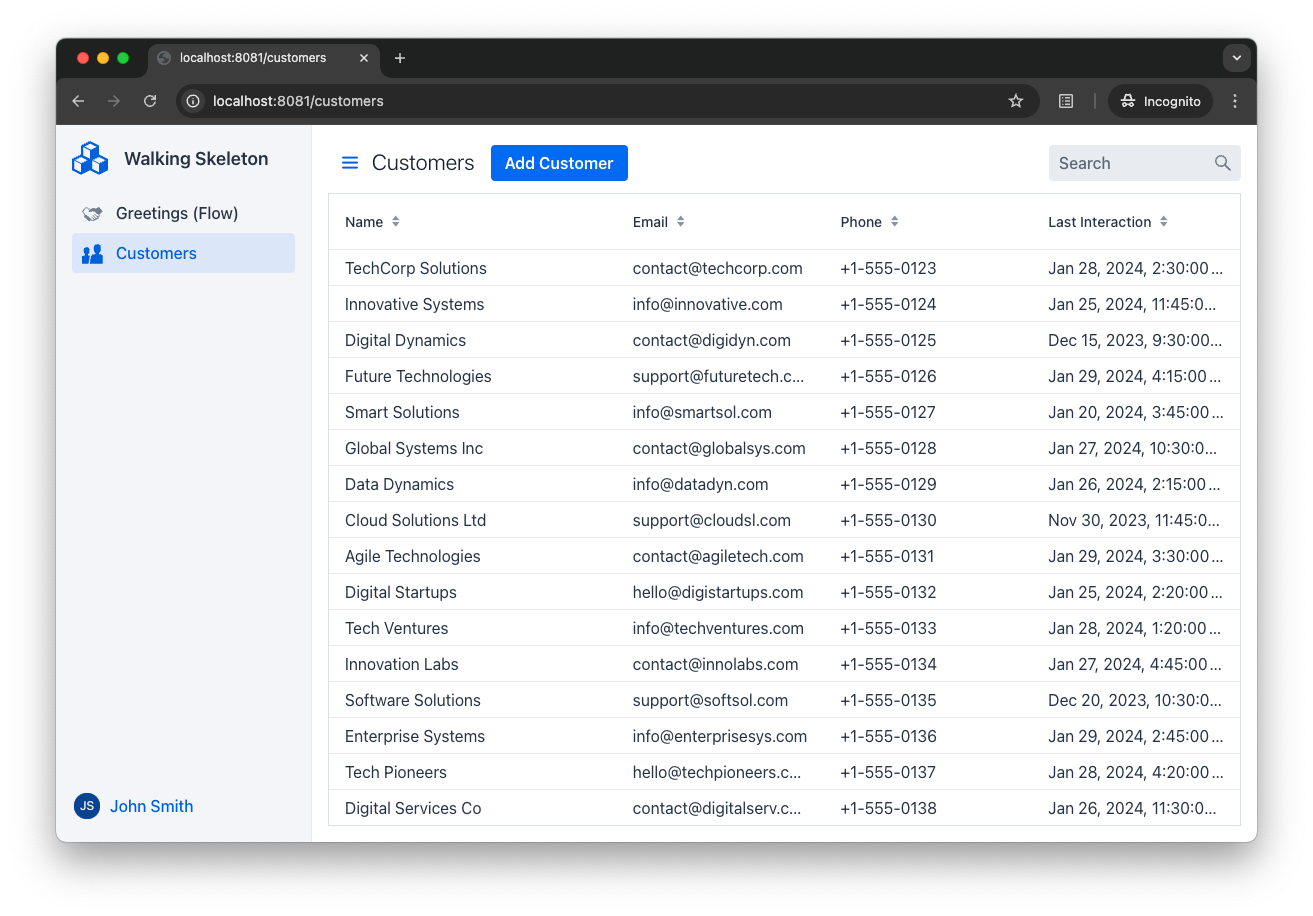 localhost:8081/customers
localhost:8081/customers
Incognito
Walking Skeleton
Greetings (Flow)
Customers
JS John Smith
Customers Add Customer Search
Name Email Phone Last Interaction
TechCorp Solutions contact@techcorp.com +1-555-0123 Jan 28, 2024, 2:30:00...
Innovative Systems info@innovative.com +1-555-0124 Jan 25, 2024, 11:45:0...
Digital Dynamics contact@digidyn.com +1-555-0125 Dec 15, 2023, 9:30:00...
Future Technologies support@futuretech.c... +1-555-0126 Jan 29, 2024, 4:15:00...
Smart Solutions info@smartsol.com +1-555-0127 Jan 20, 2024, 3:45:00...
Global Systems Inc contact@globalsys.com +1-555-0128 Jan 27, 2024, 10:30:0...
Data Dynamics info@datadyn.com +1-555-0129 Jan 26, 2024, 2:15:00...
Cloud Solutions Ltd support@cloudsl.com +1-555-0130 Nov 30, 2023, 11:45:0...
Agile Technologies contact@agiletech.com +1-555-0131 Jan 29, 2024, 3:30:00...
Digital Startups hello@digistartups.com +1-555-0132 Jan 25, 2024, 2:20:00...
Tech Ventures info@techventures.com +1-555-0133 Jan 28, 2024, 1:20:00...
Innovation Labs contact@innolabs.com +1-555-0134 Jan 27, 2024, 4:45:00...
Software Solutions support@softsol.com +1-555-0135 Dec 20, 2023, 10:30:0...
Enterprise Systems info@enterprisesys.com +1-555-0136 Jan 29, 2024, 2:45:00...
Tech Pioneers hello@techpioneers.c... +1-555-0137 Jan 28, 2024, 4:20:00...
Digital Services Co contact@digitalserv.c... +1-555-0138 Jan 26, 2024, 11:30:0...